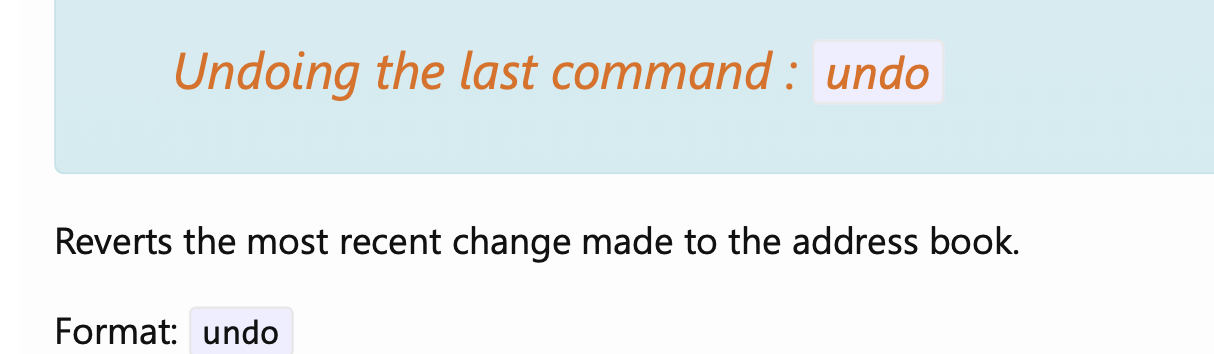 Undoing the last command : undo
Reverts the most recent change made to the address book.
Format: undo